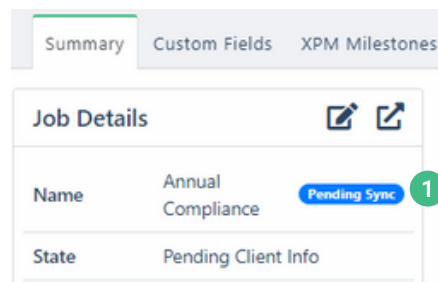 Summary Custom Fields XPM Milestones
Job Details
Name Annual Compliance Pending Sync 1
State Pending Client Info